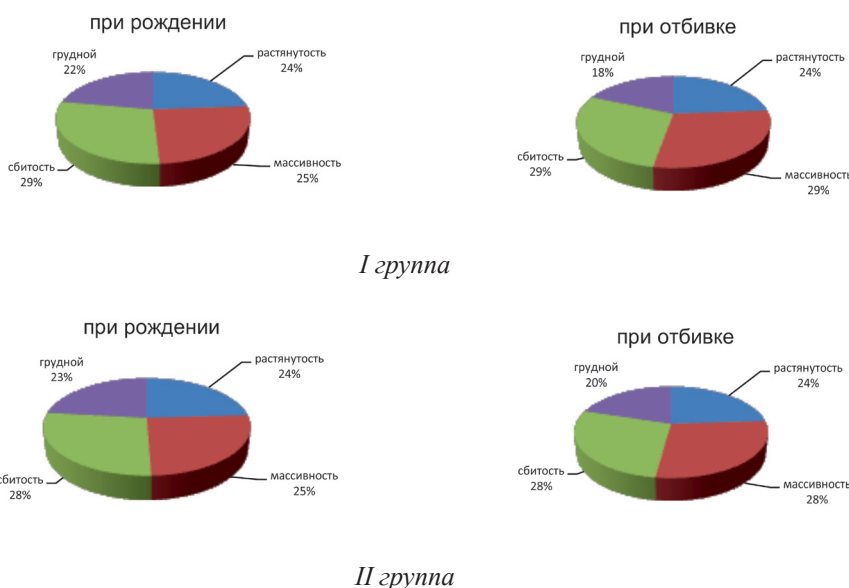 при рождении
грудной
22%
растянутость
24%
сбитость
29%
массивность
25%
при отбивке
грудной
18%
растянутость
24%
сбитость
29%
массивность
29%
I группа
при рождении
грудной
23%
растянутость
24%
сбитость
28%
массивность
25%
при отбивке
грудной
20%
растянутость
24%
сбитость
28%
массивность
28%
II группа